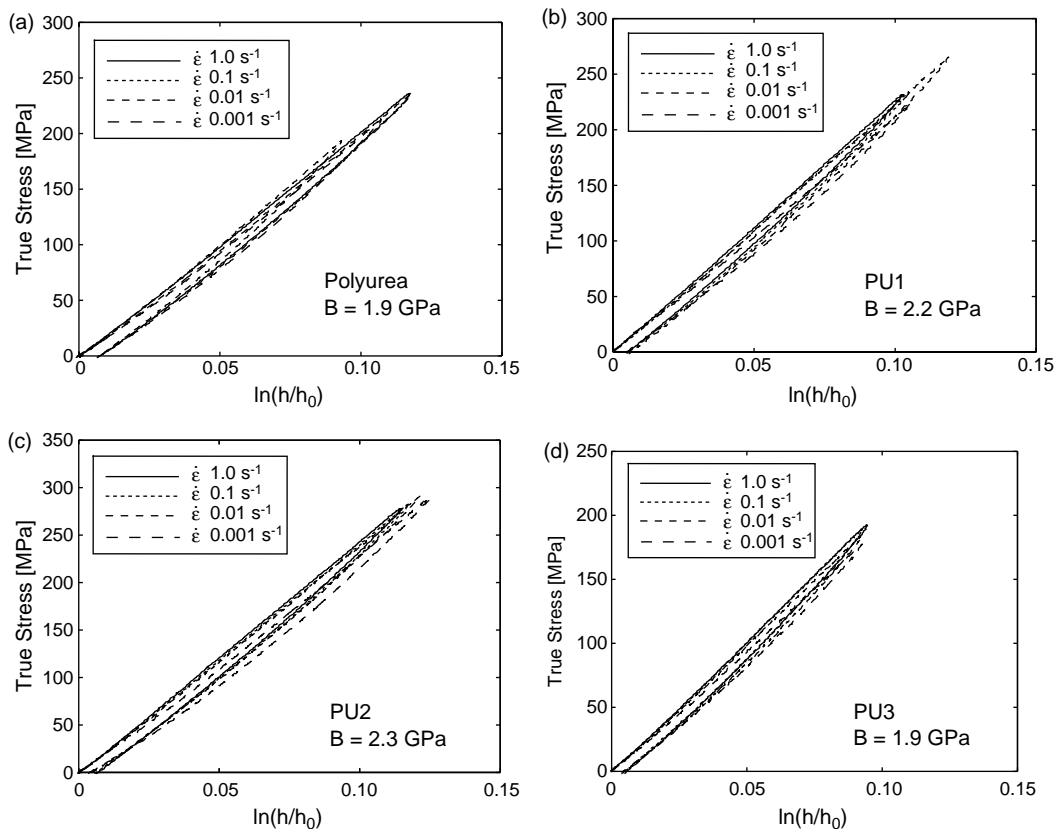 (a)
300
250
200
150
100
50
0
True Stress [MPa]
ε̇ 1.0 s⁻¹
ε̇ 0.1 s⁻¹
ε̇ 0.01 s⁻¹
ε̇ 0.001 s⁻¹
Polyurea
B = 1.9 GPa
0 0.05 0.10 0.15
ln(h/h₀)
(b)
300
250
200
150
100
50
0
True Stress [MPa]
ε̇ 1.0 s⁻¹
ε̇ 0.1 s⁻¹
ε̇ 0.01 s⁻¹
ε̇ 0.001 s⁻¹
PU1
B = 2.2 GPa
0 0.05 0.10 0.15
ln(h/h₀)
(c)
350
300
250
200
150
100
50
0
True Stress [MPa]
ε̇ 1.0 s⁻¹
ε̇ 0.1 s⁻¹
ε̇ 0.01 s⁻¹
ε̇ 0.001 s⁻¹
PU2
B = 2.3 GPa
0 0.05 0.10 0.15
ln(h/h₀)
(d)
250
200
150
100
50
0
True Stress [MPa]
ε̇ 1.0 s⁻¹
ε̇ 0.1 s⁻¹
ε̇ 0.01 s⁻¹
ε̇ 0.001 s⁻¹
PU3
B = 1.9 GPa
0 0.05 0.10 0.15
ln(h/h₀)